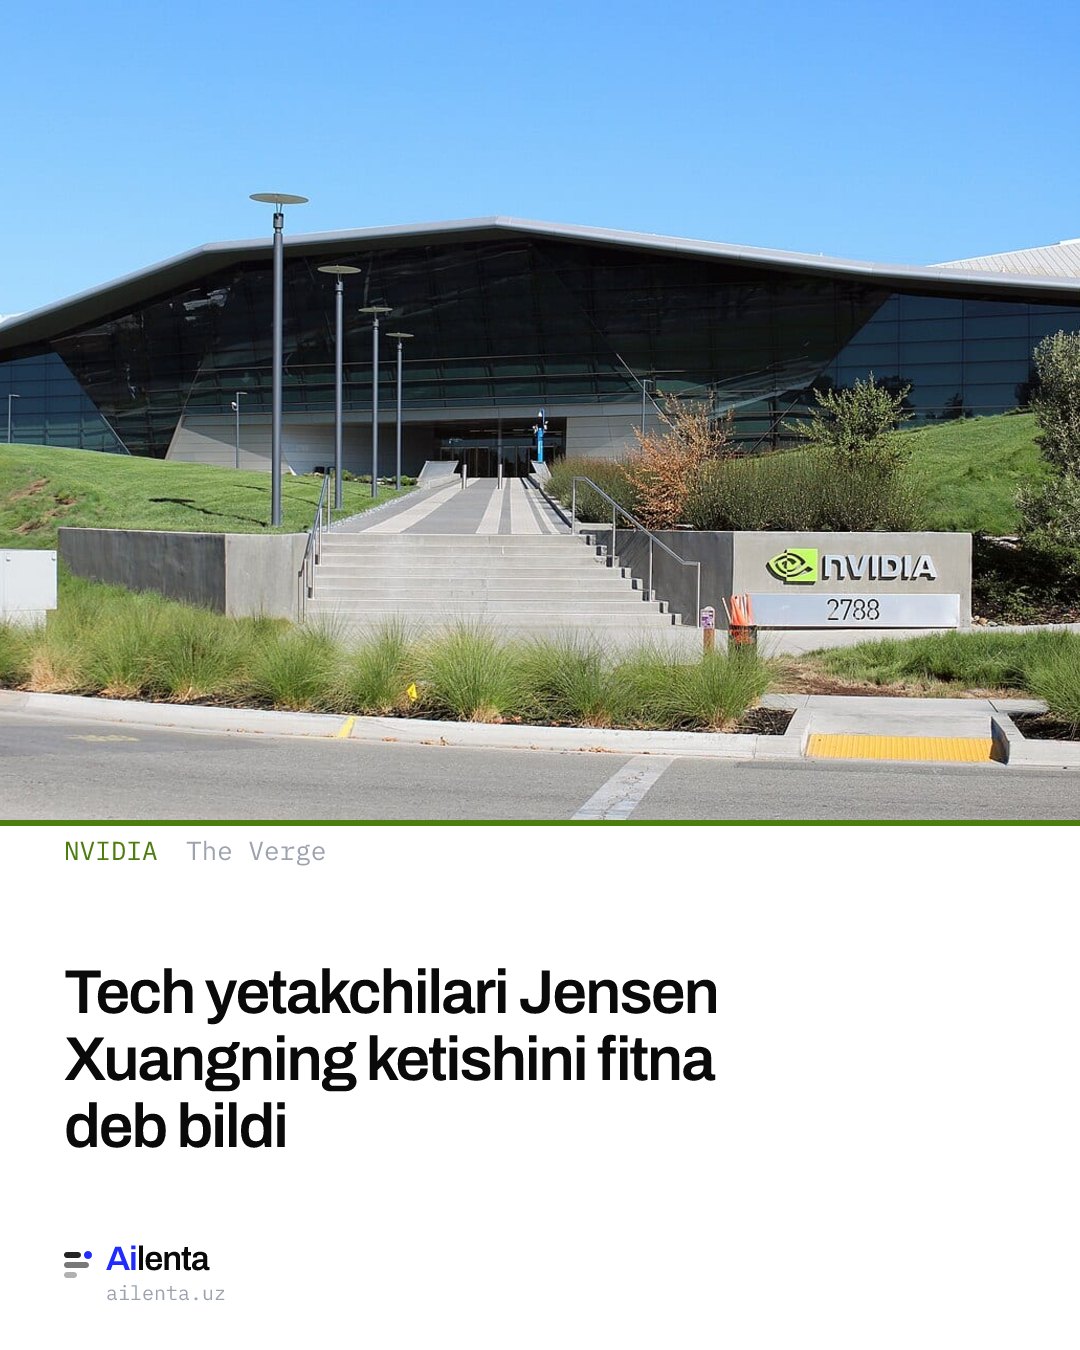 NVIDIA
2788
NVIDIA The Verge
Tech yetakchilari Jensen
Xuangning ketishini fitna
deb bildi
Ailenta
ailenta.uz